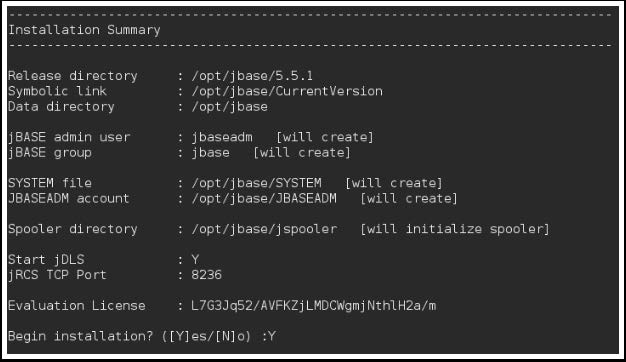 -------------------------------------------------------------------------------
Installation Summary
-------------------------------------------------------------------------------
Release directory : /opt/jbase/5.5.1
Symbolic link : /opt/jbase/CurrentVersion
Data directory : /opt/jbase
jBASE admin user : jbaseadm [will create]
jBASE group : jbase [will create]
SYSTEM file : /opt/jbase/SYSTEM [will create]
JBASEADM account : /opt/jbase/JBASEADM [will create]
Spooler directory : /opt/jbase/jspooler [will initialize spooler]
Start jDLS : Y
jRCS TCP Port : 8236
Evaluation License : L7G3Jq52/AVFKZjLMDCWgmjNthlH2a/m
Begin installation? ([Y]es/[N]o) :Y